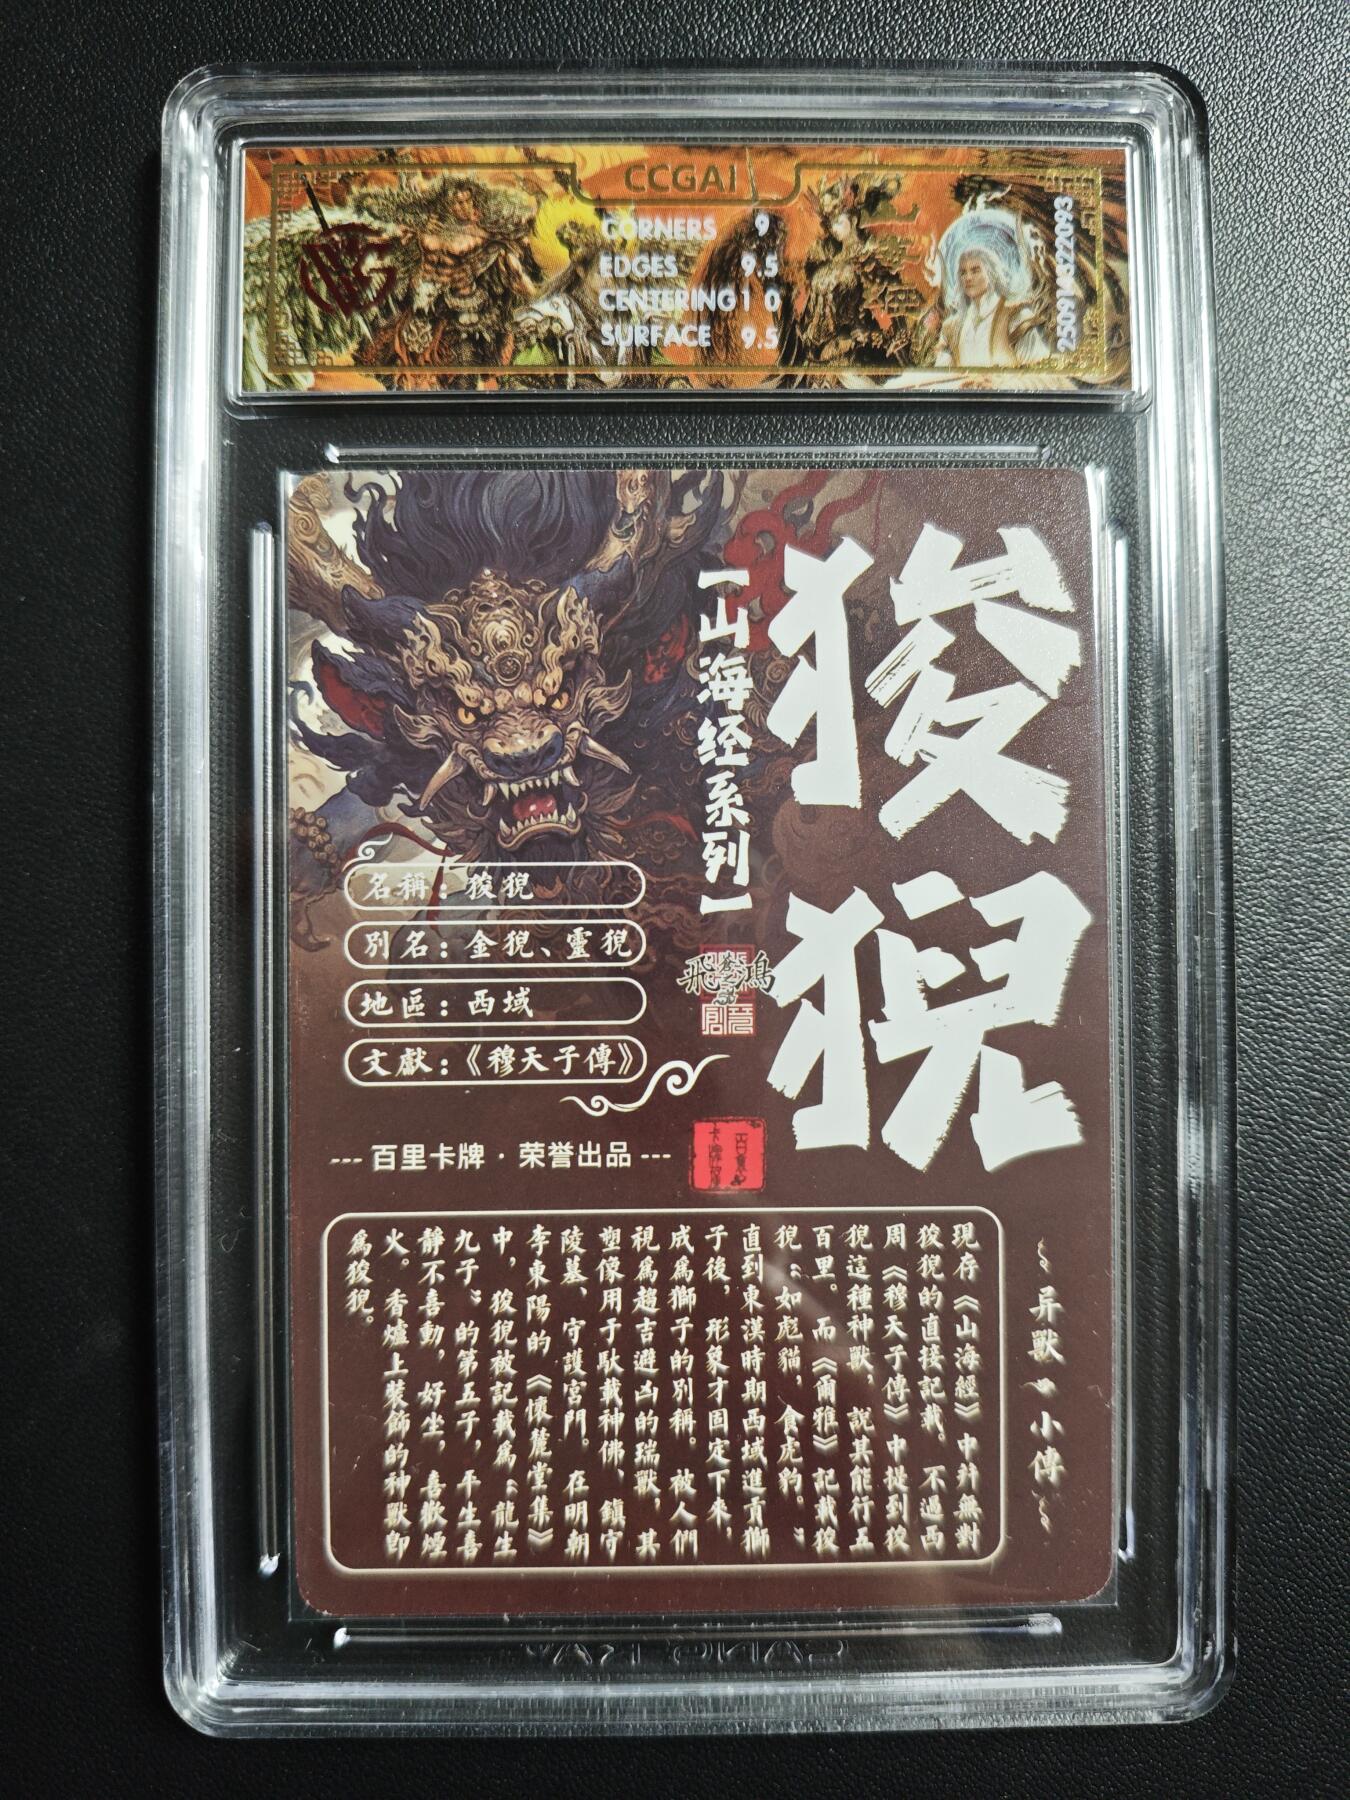 CCGAI
CORNERS 9
EDGES 9.5
CENTERING 10
SURFACE 9.5
狻猊
【山海经系列】
飛鴻
名稱：狻猊
別名：金猊、靈猊
地區：西域
文獻：《穆天子傳》
--- 百里卡牌 · 荣誉出品 ---
异獸 小傳
現存《山海經》中幷無對
狻猊的直接記載。不過西
周《穆天子傳》中提到狻
猊這種神獸，說其能行五
百里。而《爾雅》記載狻
猊“如彪貓，食虎豹。”
直到東漢時期西域進貢獅
子後，形象才固定下來，
成爲獅子的別稱。被人們
視爲趨吉避凶的瑞獸，其
塑像用于馱載神佛、鎮守
陵墓、守護宮門。在明朝
李東陽的《懷麓堂集》
中，狻猊被記載爲“龍生
九子”的第五子，平生喜
靜不喜動，好坐，喜歡煙
火。香爐上裝飾的神獸即
爲狻猊。